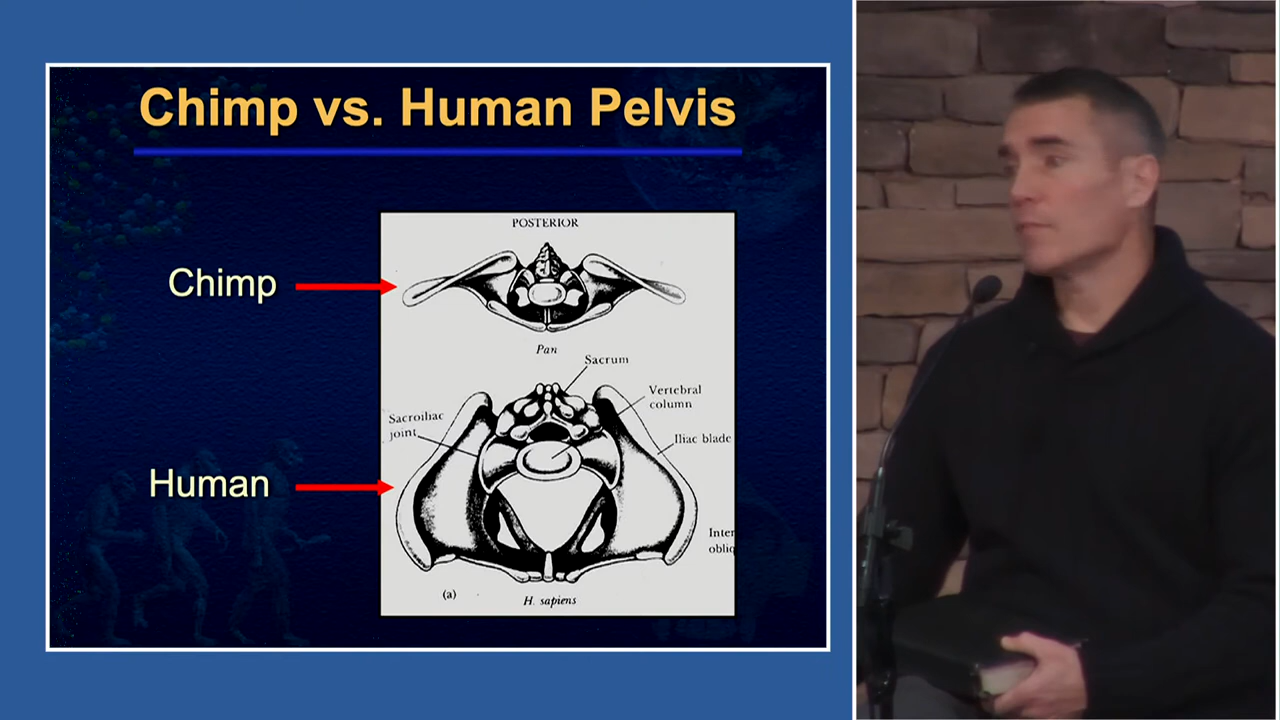 Chimp vs. Human Pelvis
POSTERIOR
Chimp
Pan
Sacrum
Vertebral
column
Sacroiliac
joint
Iliac blade
Human
Inter
obliq
(a)
H. sapiens